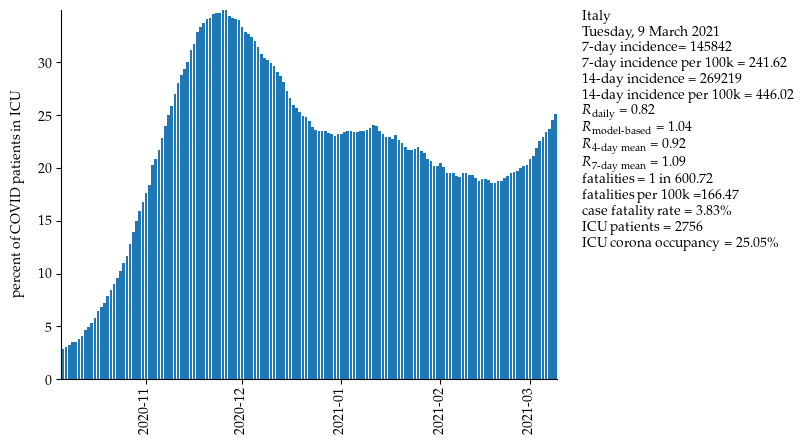 percent of COVID patients in ICU
30
25
20
15
10
5
0
2020-11
2020-12
2021-01
2021-02
2021-03
Italy
Tuesday, 9 March 2021
7-day incidence= 145842
7-day incidence per 100k = 241.62
14-day incidence = 269219
14-day incidence per 100k = 446.02
Rdaily = 0.82
Rmodel-based = 1.04
R4-day mean = 0.92
R7-day mean = 1.09
fatalities = 1 in 600.72
fatalities per 100k =166.47
case fatality rate = 3.83%
ICU patients = 2756
ICU corona occupancy = 25.05%